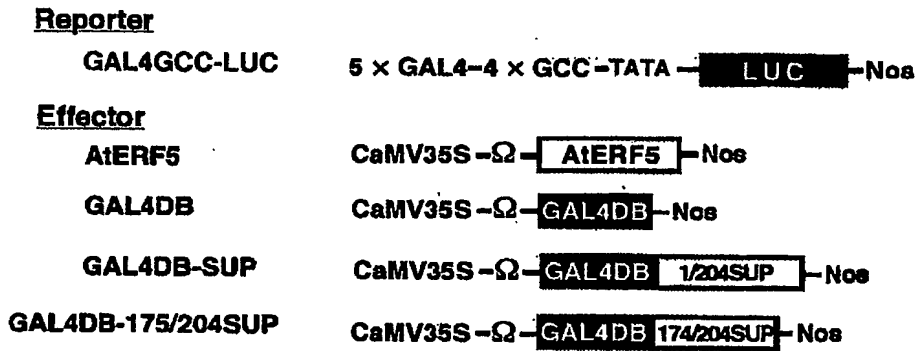 Reporter
GAL4GCC-LUC 5 × GAL4-4 × GCC-TATA LUC Nos
Effector
AtERF5 CaMV35S-Ω AtERF5 Nos
GAL4DB CaMV35S-Ω GAL4DB Nos
GAL4DB-SUP CaMV35S-Ω GAL4DB 1/204SUP Nos
GAL4DB-175/204SUP CaMV35S-Ω GAL4DB 174/204SUP Nos